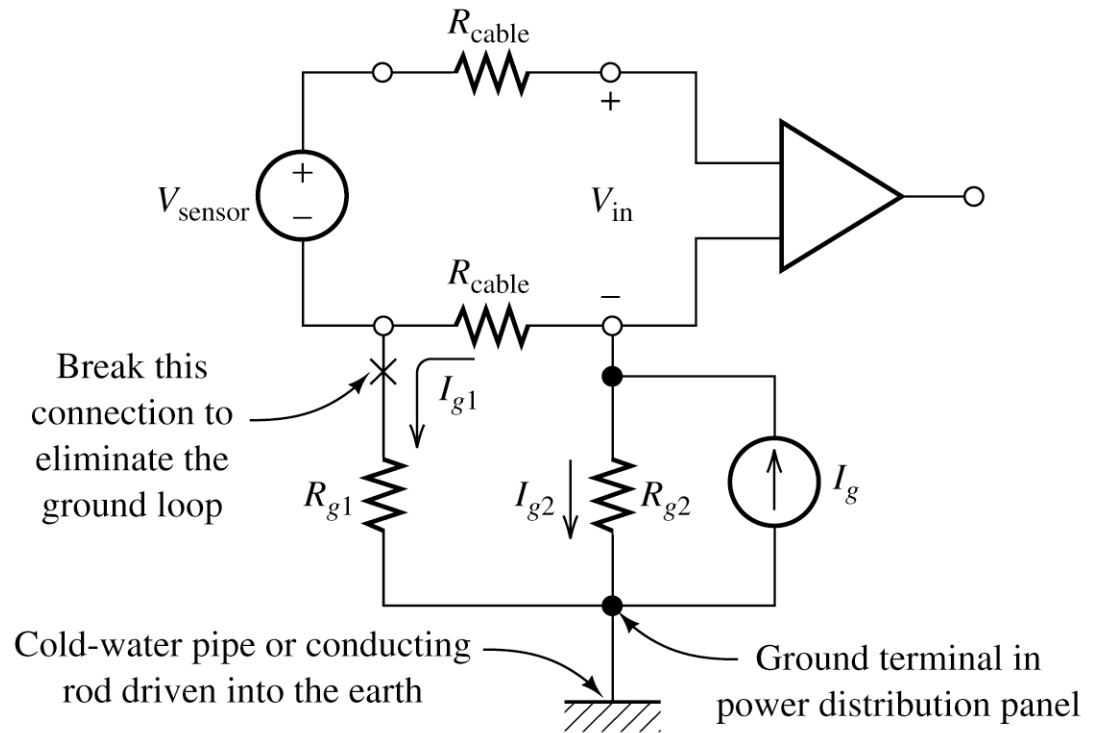 R_cable
+
V_sensor
+
−
V_in
R_cable
−
Break this
connection to
eliminate the
ground loop
I_g1
R_g1
I_g2
R_g2
I_g
Cold-water pipe or conducting
rod driven into the earth
Ground terminal in
power distribution panel